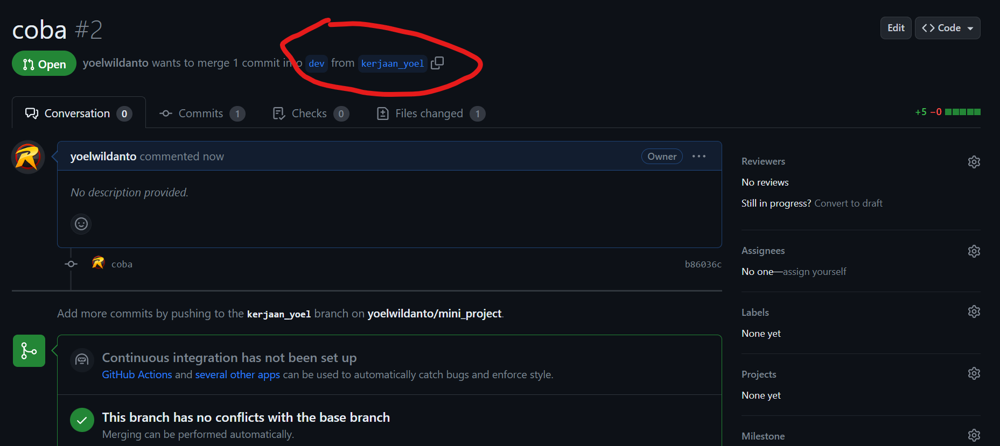 coba #2
Edit
Code
Open
yoelwildanto wants to merge 1 commit into dev from kerjaan_yoel
Conversation 0
Commits 1
Checks 0
Files changed 1
+5 −0
yoelwildanto commented now
Owner
No description provided.
coba
b86036c
Add more commits by pushing to the kerjaan_yoel branch on yoelwildanto/mini_project.
Continuous integration has not been set up
GitHub Actions and several other apps can be used to automatically catch bugs and enforce style.
This branch has no conflicts with the base branch
Merging can be performed automatically.
Reviewers
No reviews
Still in progress? Convert to draft
Assignees
No one—assign yourself
Labels
None yet
Projects
None yet
Milestone